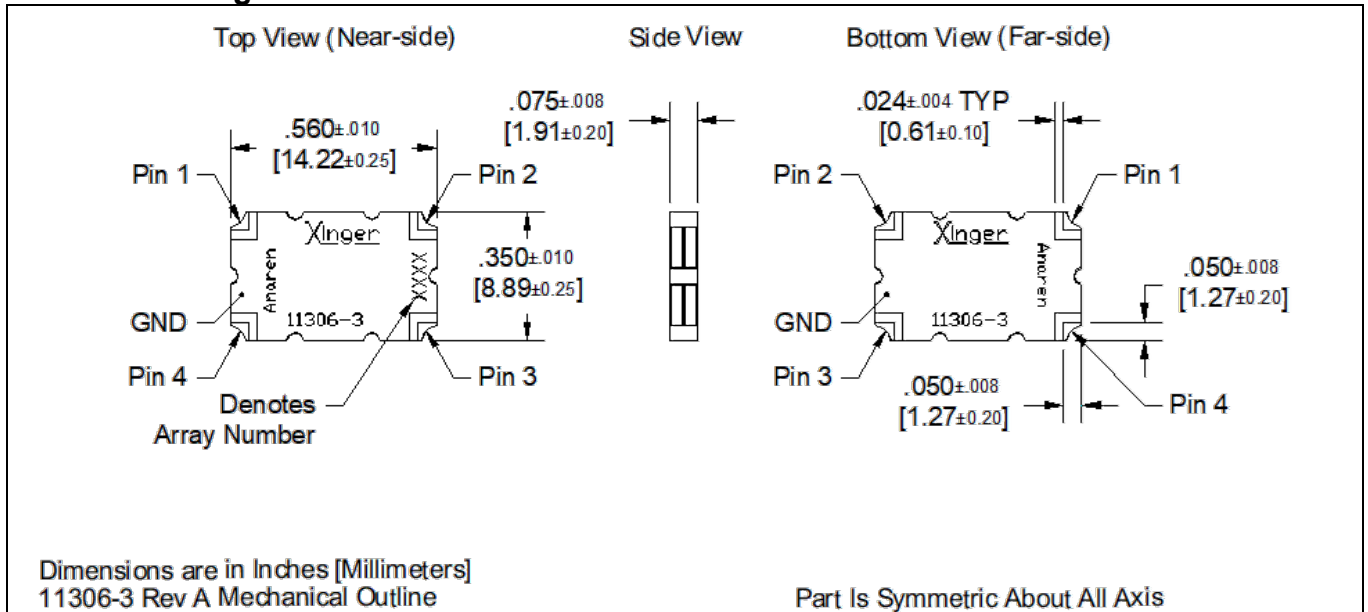 Top View (Near-side)
Side View
Bottom View (Far-side)
.560±.010
[14.22±0.25]
.075±.008
[1.91±0.20]
.024±.004 TYP
[0.61±0.10]
Pin 1
Pin 2
Pin 2
Pin 1
Xinger
Anaren
XXXX
11306-3
.350±.010
[8.89±0.25]
Xinger
Anaren
11306-3
.050±.008
[1.27±0.20]
GND
GND
Pin 4
Pin 3
Pin 3
Pin 4
Denotes
Array Number
.050±.008
[1.27±0.20]
Dimensions are in Inches [Millimeters]
11306-3 Rev A Mechanical Outline
Part Is Symmetric About All Axis